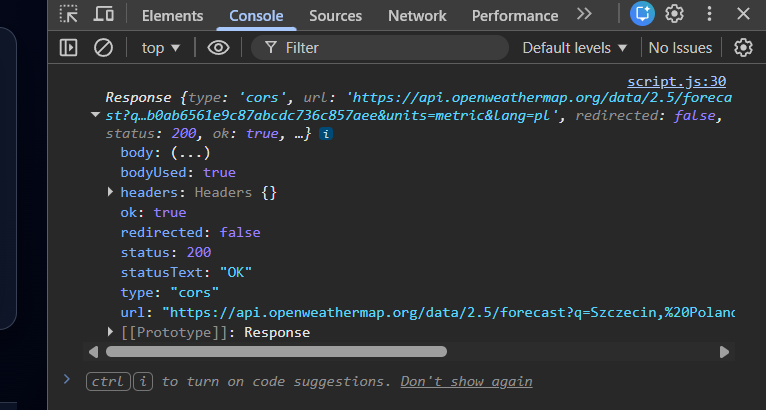 Elements Console Sources Network Performance
top Filter Default levels No Issues
script.js:30
Response {type: 'cors', url: 'https://api.openweathermap.org/data/2.5/foreca
st?q…b0ab6561e9c87abcdc736c857aee&units=metric&lang=pl', redirected: false,
status: 200, ok: true, …} i
body: (...)
bodyUsed: true
headers: Headers {}
ok: true
redirected: false
status: 200
statusText: "OK"
type: "cors"
url: "https://api.openweathermap.org/data/2.5/forecast?q=Szczecin,%20Poland
[[Prototype]]: Response
ctrl i to turn on code suggestions. Don't show again